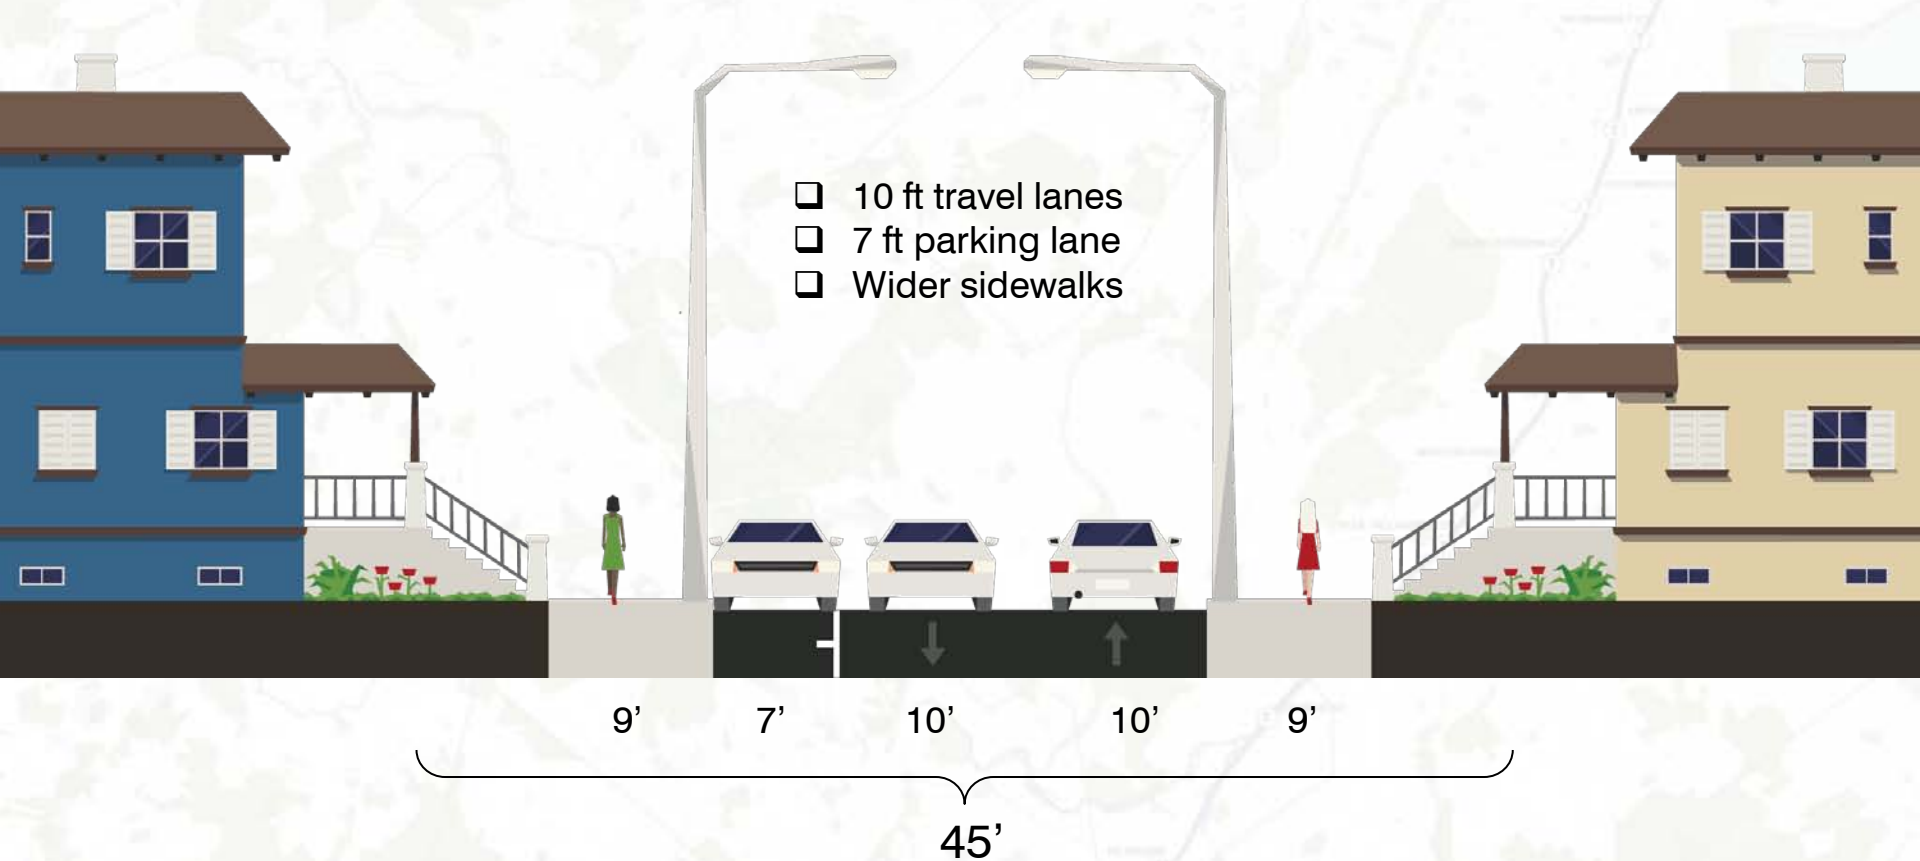 ❑ 10 ft travel lanes
❑ 7 ft parking lane
❑ Wider sidewalks
9’ 7’ 10’ 10’ 9’
45’